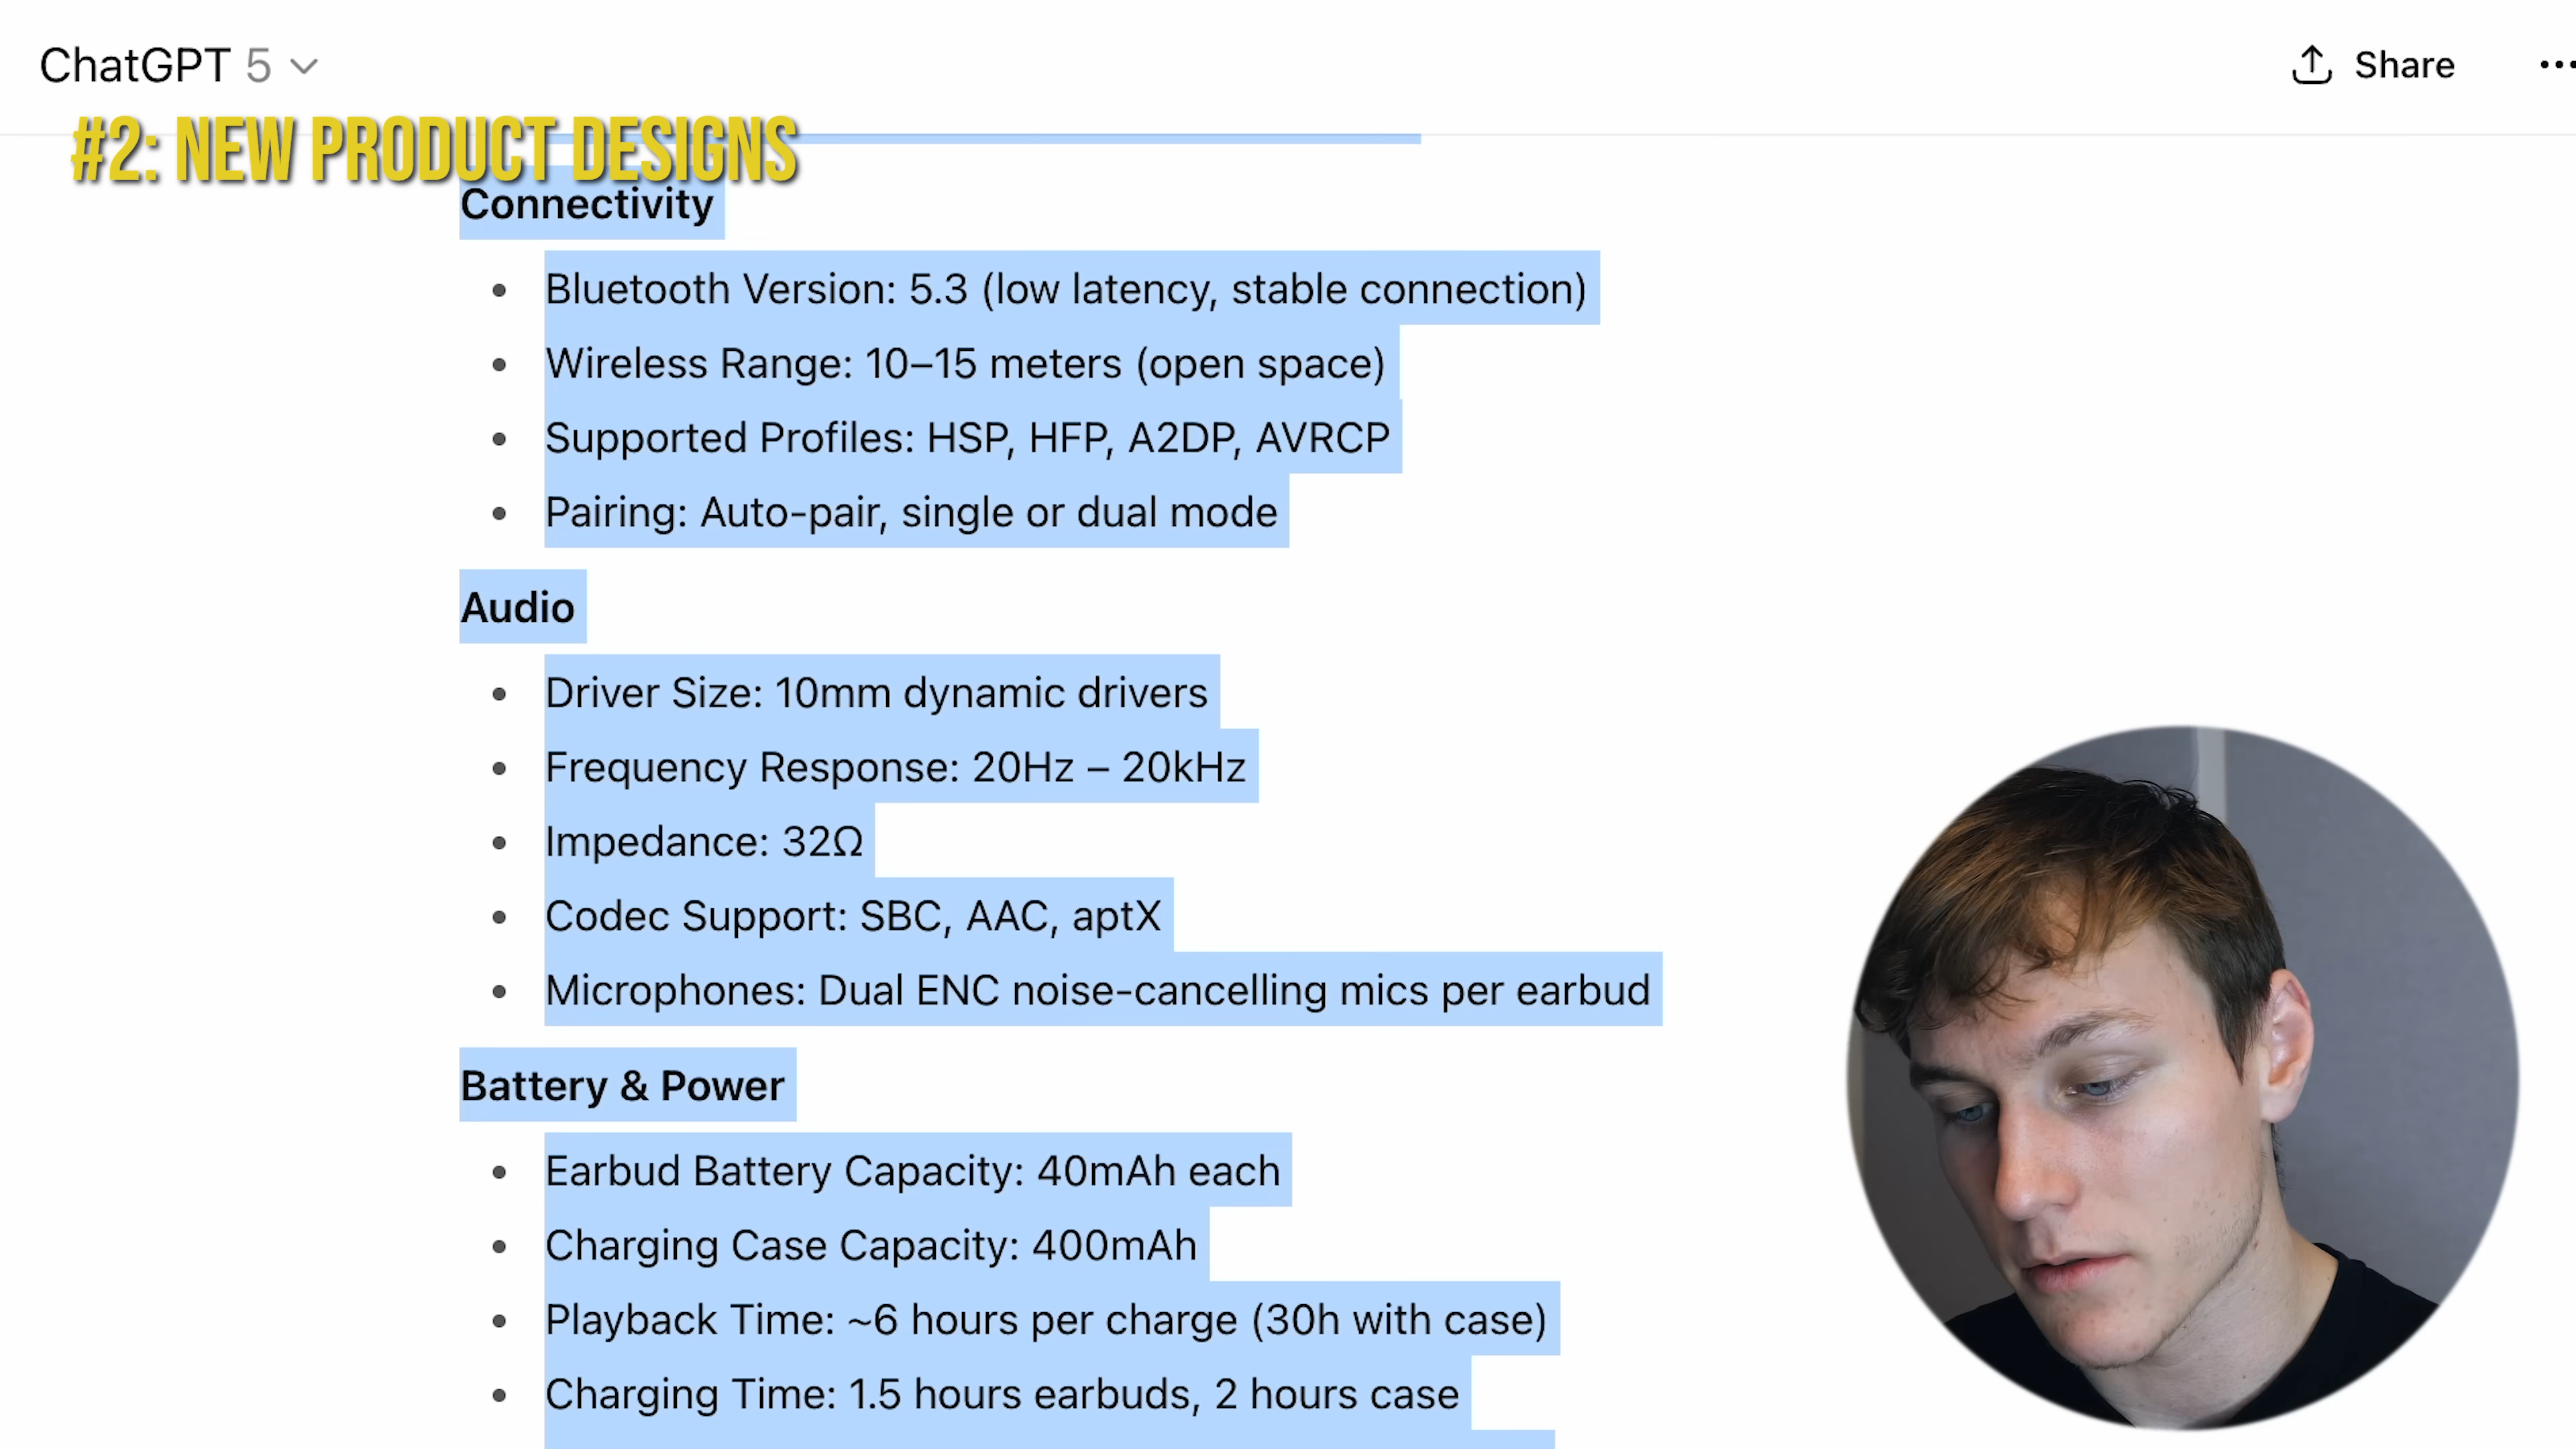 ChatGPT 5
Share
#2: NEW PRODUCT DESIGNS
Connectivity
Bluetooth Version: 5.3 (low latency, stable connection)
Wireless Range: 10–15 meters (open space)
Supported Profiles: HSP, HFP, A2DP, AVRCP
Pairing: Auto-pair, single or dual mode
Audio
Driver Size: 10mm dynamic drivers
Frequency Response: 20Hz – 20kHz
Impedance: 32Ω
Codec Support: SBC, AAC, aptX
Microphones: Dual ENC noise-cancelling mics per earbud
Battery & Power
Earbud Battery Capacity: 40mAh each
Charging Case Capacity: 400mAh
Playback Time: ~6 hours per charge (30h with case)
Charging Time: 1.5 hours earbuds, 2 hours case